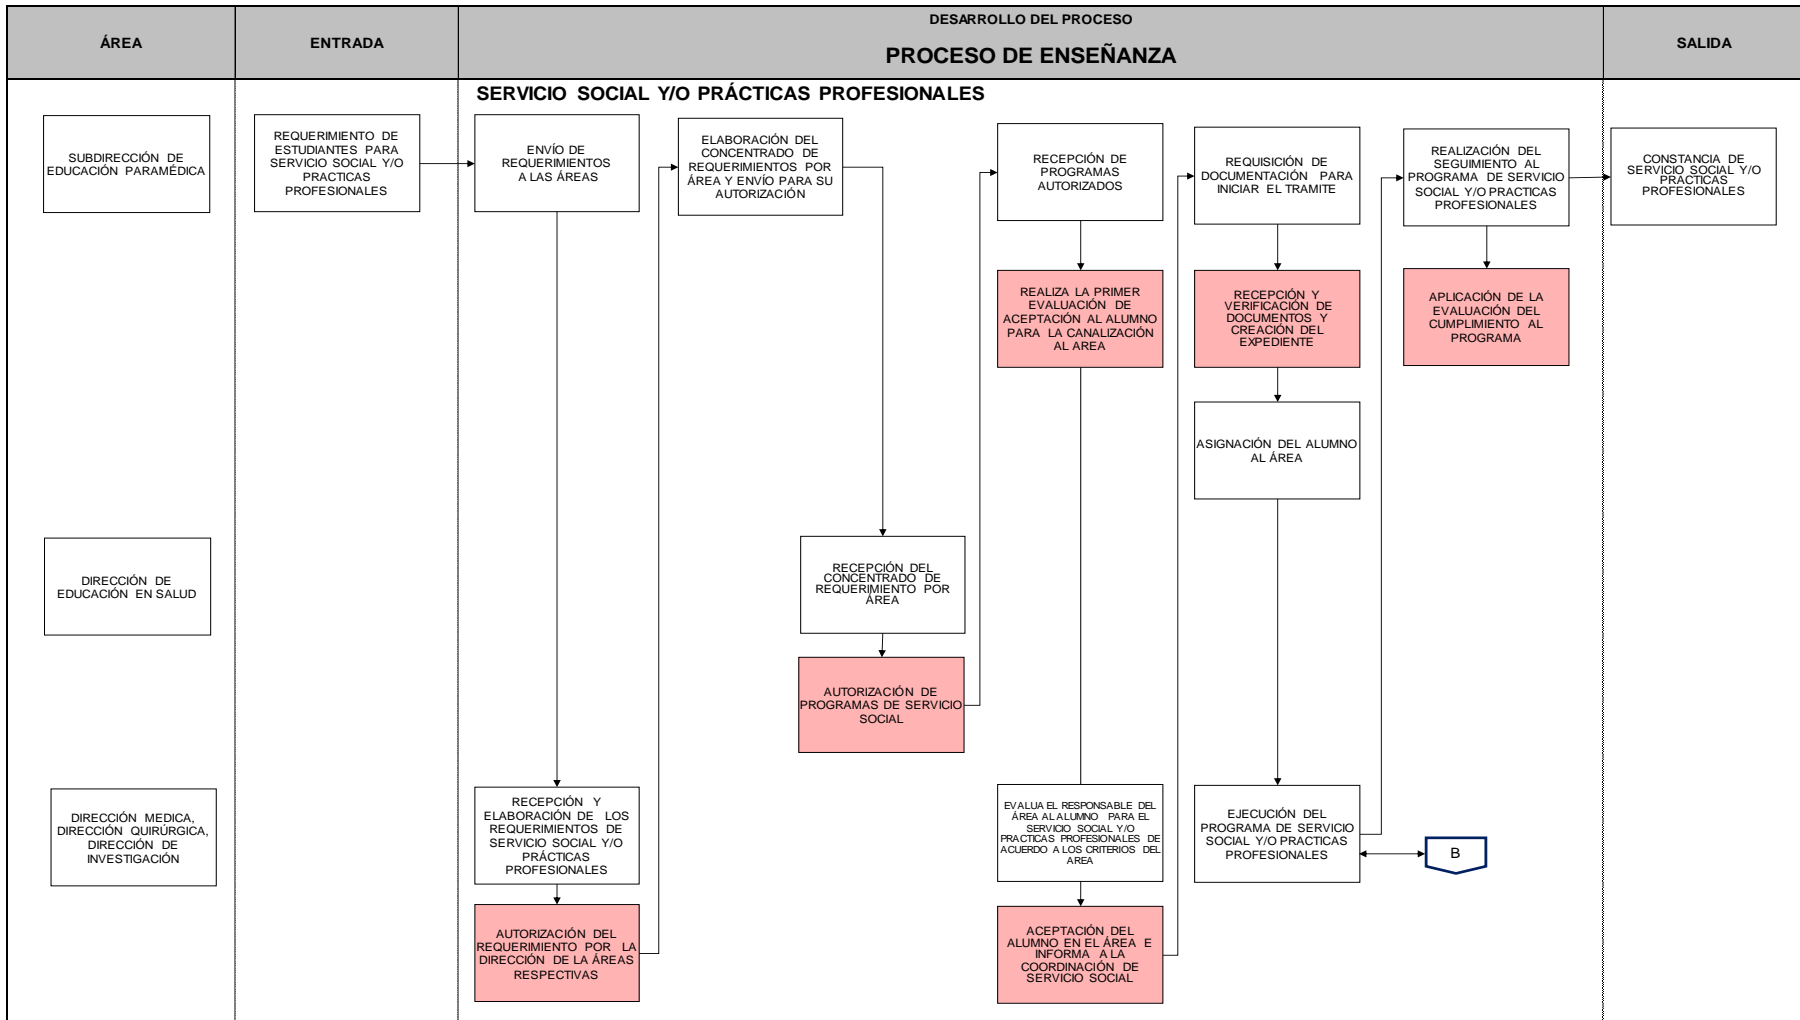 ÁREA
ENTRADA
DESARROLLO DEL PROCESO
PROCESO DE ENSEÑANZA
SALIDA
SERVICIO SOCIAL Y/O PRÁCTICAS PROFESIONALES
SUBDIRECCIÓN DE
EDUCACIÓN PARAMÉDICA
REQUERIMIENTO DE
ESTUDIANTES PARA
SERVICIO SOCIAL Y/O
PRACTICAS
PROFESIONALES
ENVÍO DE
REQUERIMIENTOS
A LAS ÁREAS
ELABORACIÓN DEL
CONCENTRADO DE
REQUERIMIENTOS POR
ÁREA Y ENVÍO PARA SU
AUTORIZACIÓN
RECEPCIÓN DE
PROGRAMAS
AUTORIZADOS
REQUISICIÓN DE
DOCUMENTACIÓN PARA
INICIAR EL TRAMITE
REALIZACIÓN DEL
SEGUIMIENTO AL
PROGRAMA DE SERVICIO
SOCIAL Y/O PRACTICAS
PROFESIONALES
CONSTANCIA DE
SERVICIO SOCIAL Y/O
PRACTICAS
PROFESIONALES
REALIZA LA PRIMER
EVALUACIÓN DE
ACEPTACIÓN AL ALUMNO
PARA LA CANALIZACIÓN
AL AREA
RECEPCIÓN Y
VERIFICACIÓN DE
DOCUMENTOS Y
CREACIÓN DEL
EXPEDIENTE
APLICACIÓN DE LA
EVALUACIÓN DEL
CUMPLIMIENTO AL
PROGRAMA
ASIGNACIÓN DEL ALUMNO
AL ÁREA
DIRECCIÓN DE
EDUCACIÓN EN SALUD
RECEPCIÓN DEL
CONCENTRADO DE
REQUERIMIENTO POR
ÁREA
AUTORIZACIÓN DE
PROGRAMAS DE SERVICIO
SOCIAL
DIRECCIÓN MEDICA,
DIRECCIÓN QUIRÚRGICA,
DIRECCIÓN DE
INVESTIGACIÓN
RECEPCIÓN Y
ELABORACIÓN DE LOS
REQUERIMIENTOS DE
SERVICIO SOCIAL Y/O
PRÁCTICAS
PROFESIONALES
EVALUA EL RESPONSABLE DEL
ÁREA AL ALUMNO PARA EL
SERVICIO SOCIAL Y/O
PRACTICAS PROFESIONALES DE
ACUERDO A LOS CRITERIOS DEL
AREA
EJECUCIÓN DEL
PROGRAMA DE SERVICIO
SOCIAL Y/O PRACTICAS
PROFESIONALES
B
AUTORIZACIÓN DEL
REQUERIMIENTO POR LA
DIRECCIÓN DE LA ÁREAS
RESPECTIVAS
ACEPTACIÓN DEL
ALUMNO EN EL ÁREA E
INFORMA A LA
COORDINACIÓN DE
SERVICIO SOCIAL